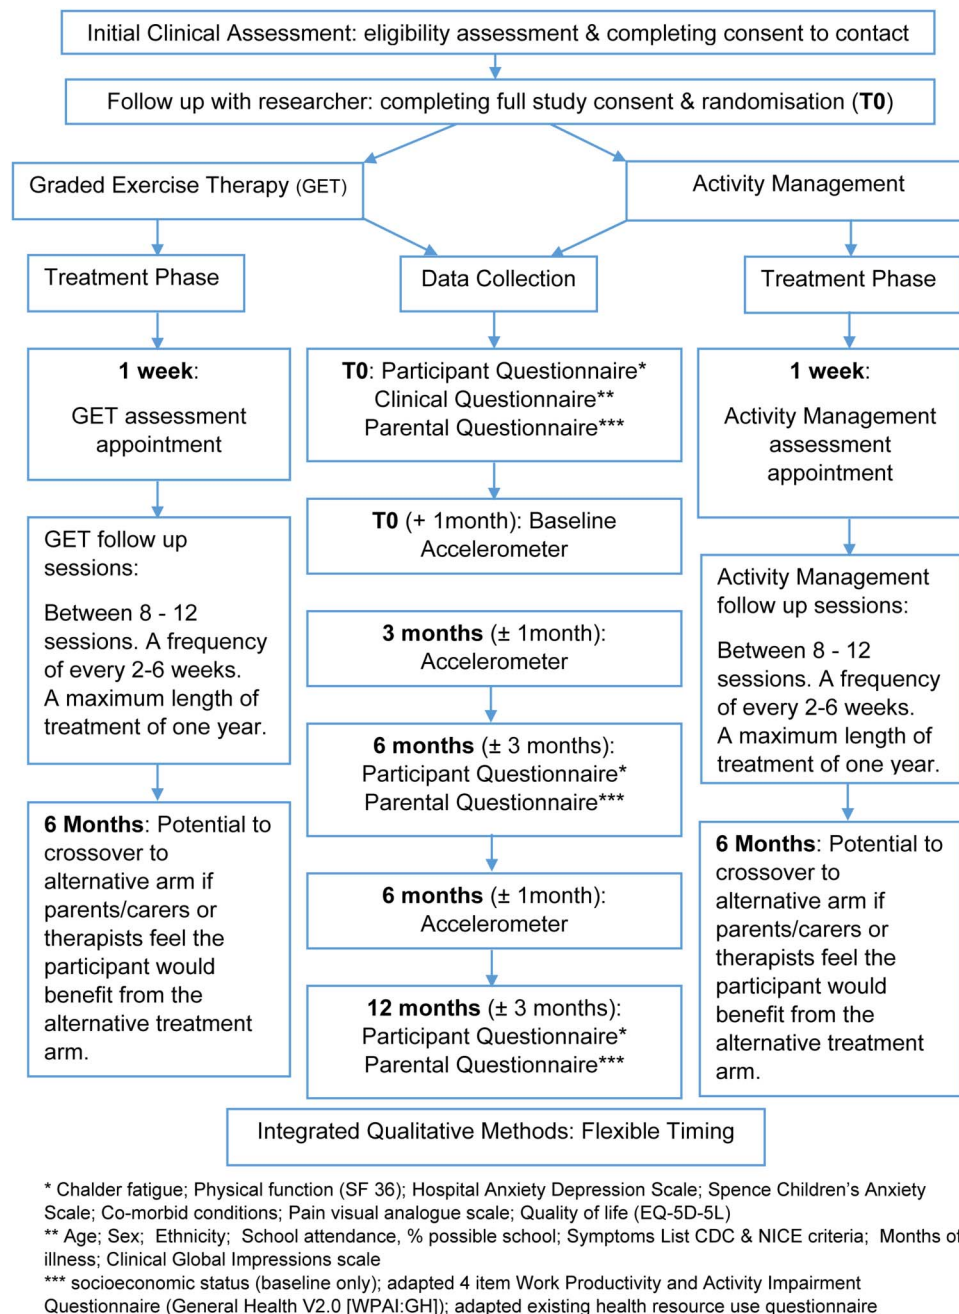 Initial Clinical Assessment: eligibility assessment & completing consent to contact
Follow up with researcher: completing full study consent & randomisation (T0)
Graded Exercise Therapy (GET)
Activity Management
Treatment Phase
Data Collection
Treatment Phase
1 week:
GET assessment
appointment
T0: Participant Questionnaire*
Clinical Questionnaire**
Parental Questionnaire***
1 week:
Activity Management
assessment
appointment
GET follow up
sessions:
Between 8 - 12
sessions. A frequency
of every 2-6 weeks.
A maximum length of
treatment of one year.
T0 (+ 1month): Baseline
Accelerometer
3 months (± 1month):
Accelerometer
Activity Management
follow up sessions:
Between 8 - 12
sessions. A frequency
of every 2-6 weeks.
A maximum length of
treatment of one year.
6 months (± 3 months):
Participant Questionnaire*
Parental Questionnaire***
6 Months: Potential to
crossover to
alternative arm if
parents/carers or
therapists feel the
participant would
benefit from the
alternative treatment
arm.
6 months (± 1month):
Accelerometer
12 months (± 3 months):
Participant Questionnaire*
Parental Questionnaire***
6 Months: Potential to
crossover to
alternative arm if
parents/carers or
therapists feel the
participant would
benefit from the
alternative treatment
arm.
Integrated Qualitative Methods: Flexible Timing
* Chalder fatigue; Physical function (SF 36); Hospital Anxiety Depression Scale; Spence Children's Anxiety
Scale; Co-morbid conditions; Pain visual analogue scale; Quality of life (EQ-5D-5L)
** Age; Sex; Ethnicity; School attendance, % possible school; Symptoms List CDC & NICE criteria; Months of
illness; Clinical Global Impressions scale
*** socioeconomic status (baseline only); adapted 4 item Work Productivity and Activity Impairment
Questionnaire (General Health V2.0 [WPAI:GH]); adapted existing health resource use questionnaire